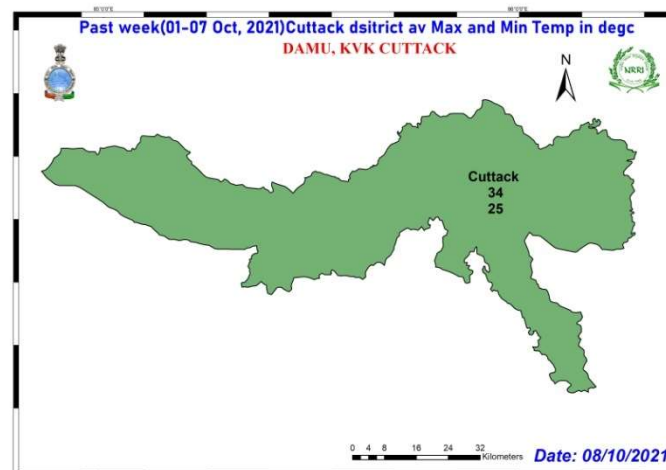 Past week(01-07 Oct, 2021)Cuttack dsitrict av Max and Min Temp in degc
DAMU, KVK CUTTACK
N
NRRI
Cuttack
34
25
0 4 8 16 24 32
Kilometers
Date: 08/10/2021